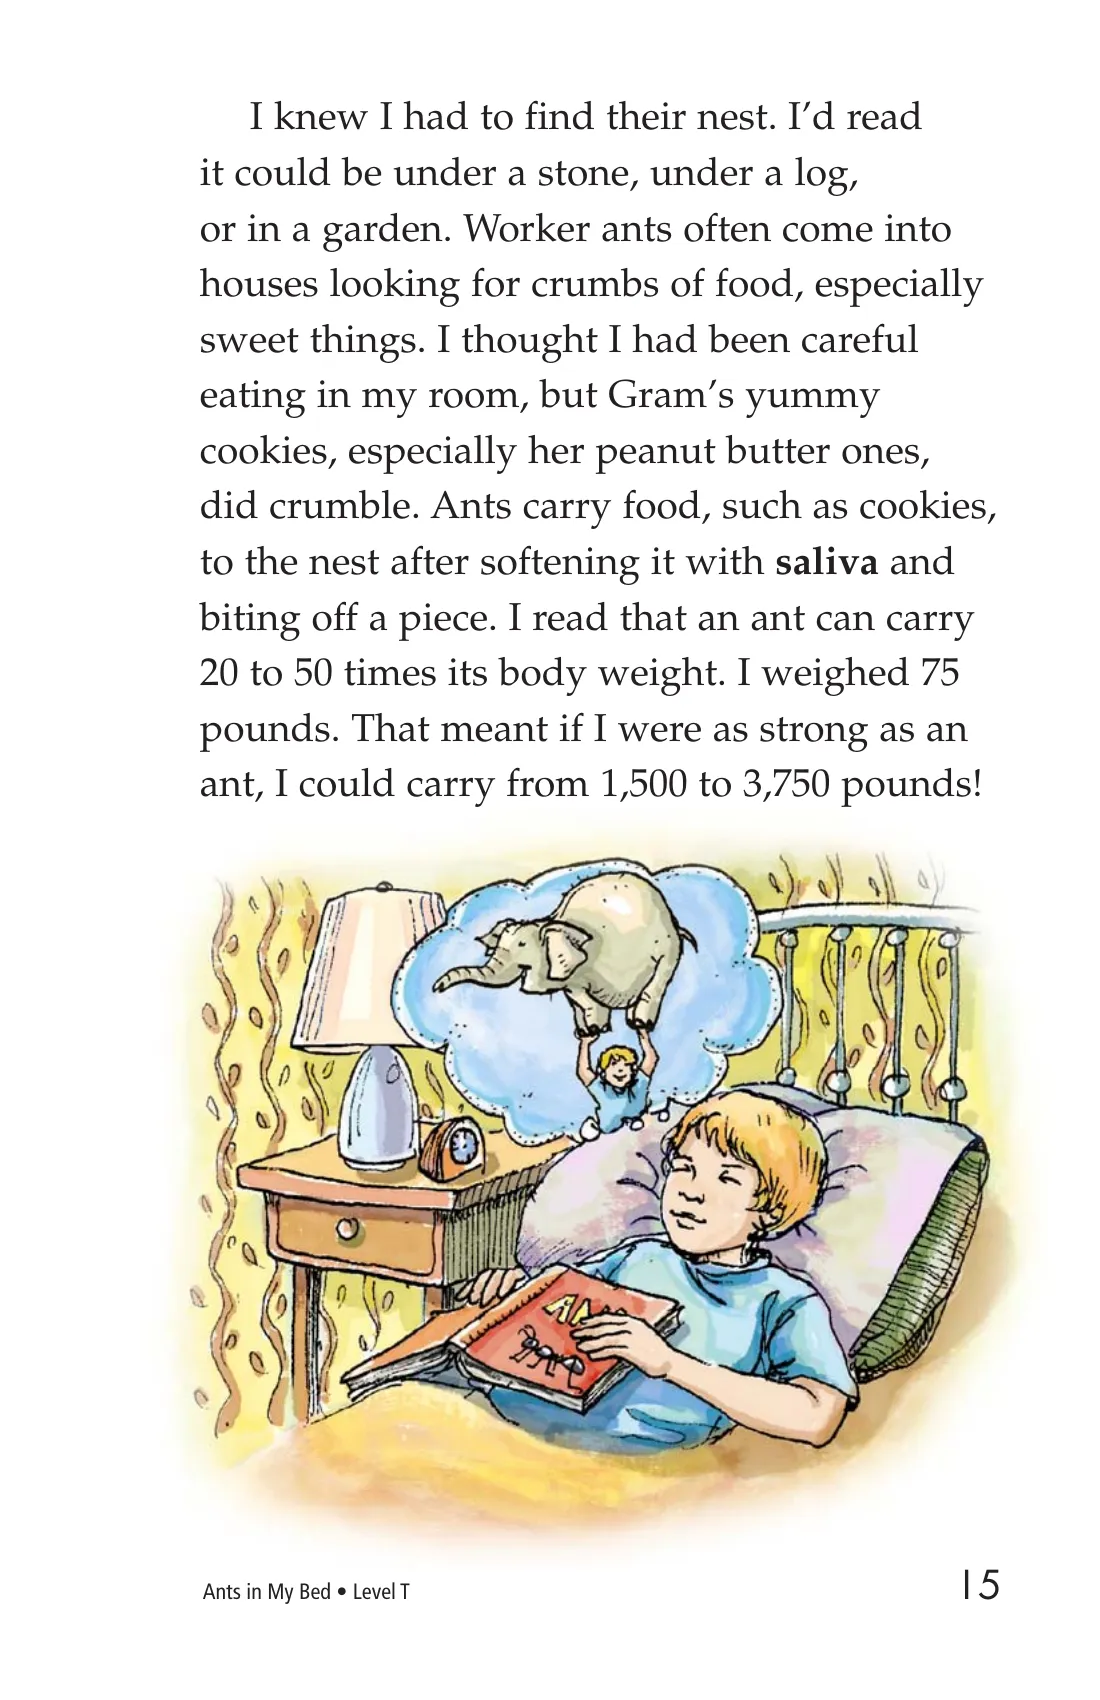 I knew I had to find their nest. I’d read
it could be under a stone, under a log,
or in a garden. Worker ants often come into
houses looking for crumbs of food, especially
sweet things. I thought I had been careful
eating in my room, but Gram’s yummy
cookies, especially her peanut butter ones,
did crumble. Ants carry food, such as cookies,
to the nest after softening it with saliva and
biting off a piece. I read that an ant can carry
20 to 50 times its body weight. I weighed 75
pounds. That meant if I were as strong as an
ant, I could carry from 1,500 to 3,750 pounds!
Ants in My Bed • Level T
15